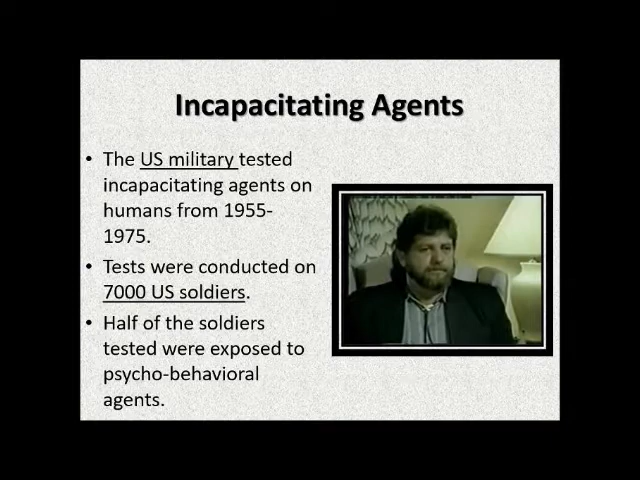 Incapacitating Agents
• The US military tested
incapacitating agents on
humans from 1955-
1975.
• Tests were conducted on
7000 US soldiers.
• Half of the soldiers
tested were exposed to
psycho-behavioral
agents.